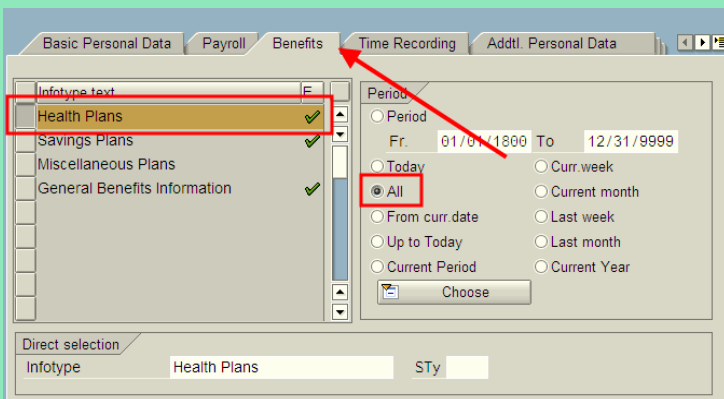 Basic Personal Data Payroll Benefits Time Recording Addtl. Personal Data
Infotype text E
Health Plans
Savings Plans
Miscellaneous Plans
General Benefits Information
Period
Period
Fr. 01/01/1800 To 12/31/9999
Today Curr.week
All Current month
From curr.date Last week
Up to Today Last month
Current Period Current Year
Choose
Direct selection
Infotype Health Plans STy